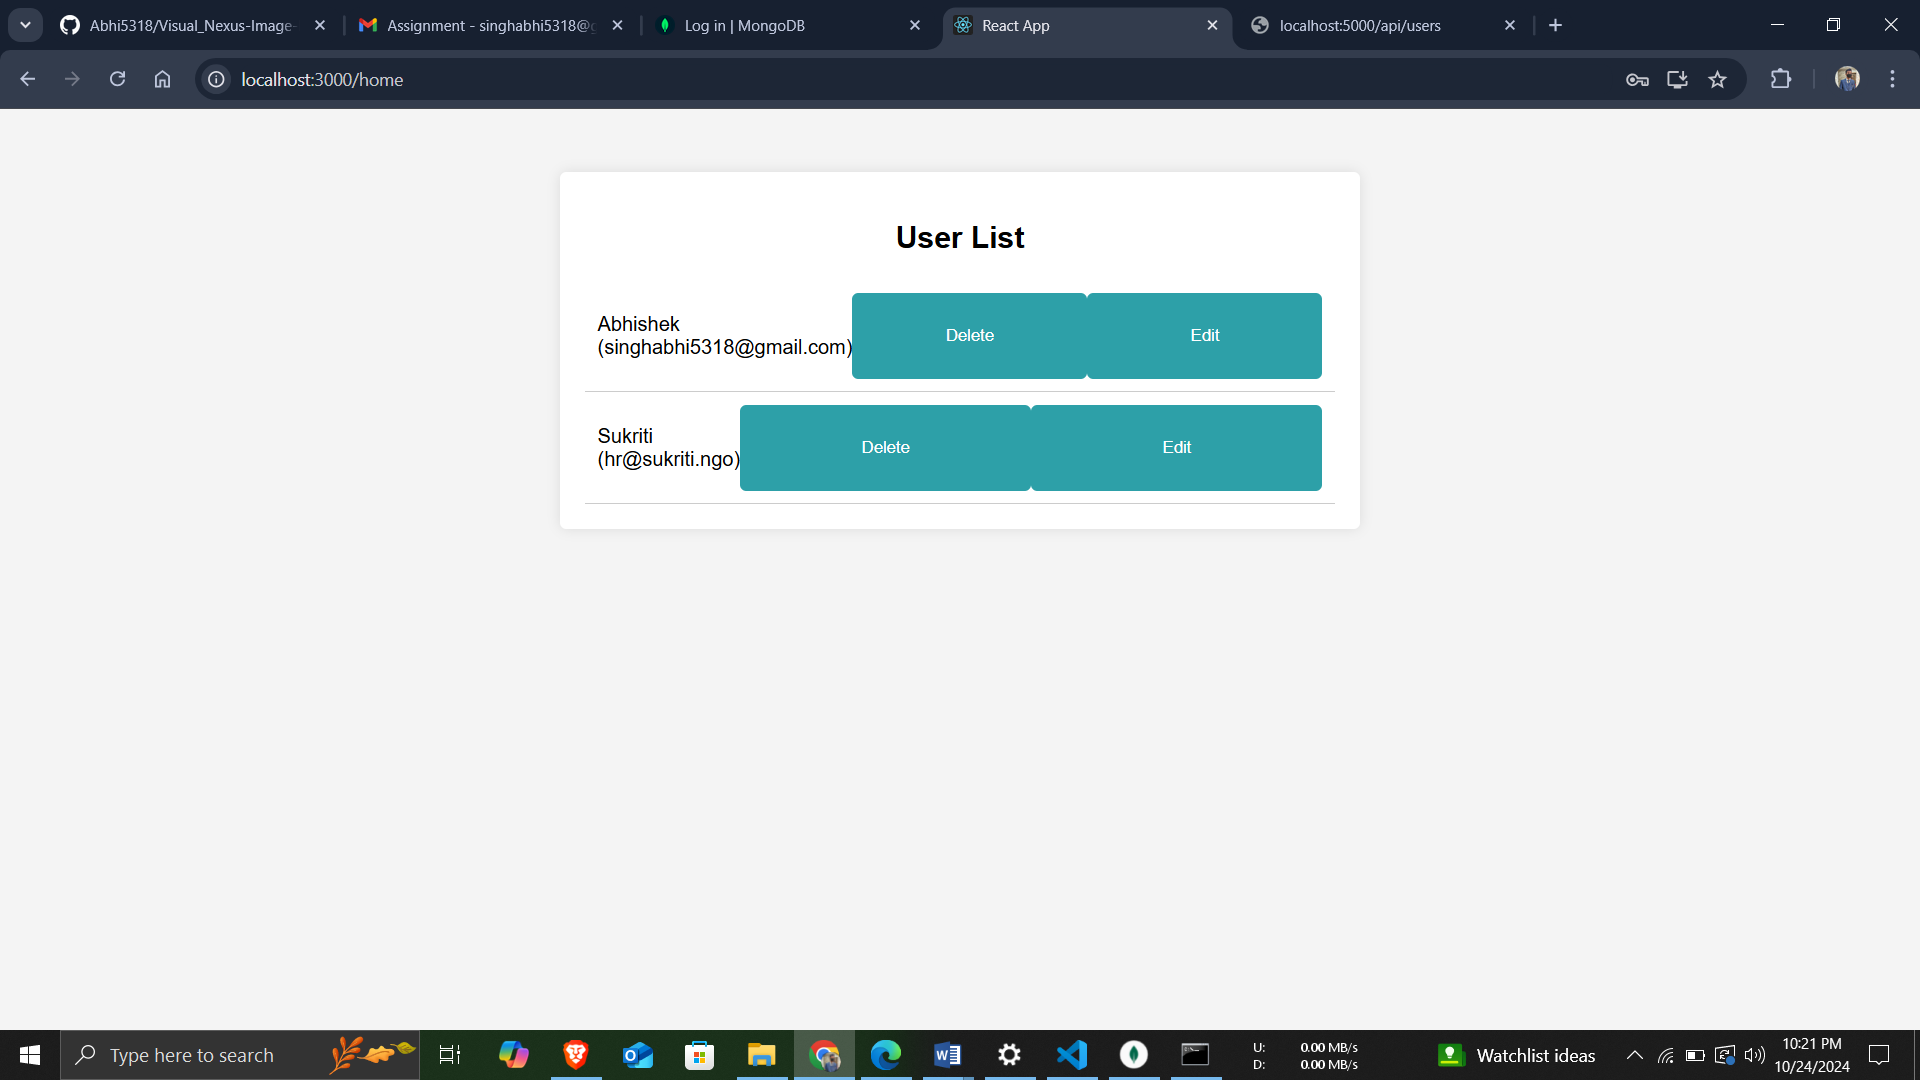 Abhi5318/Visual_Nexus-Image-
Assignment - singhabhi5318@g
Log in | MongoDB
React App
localhost:5000/api/users
localhost:3000/home
User List
Abhishek
(singhabhi5318@gmail.com)
Delete
Edit
Sukriti
(hr@sukriti.ngo)
Delete
Edit
Type here to search
U: 0.00 MB/s
D: 0.00 MB/s
Watchlist ideas
10:21 PM
10/24/2024